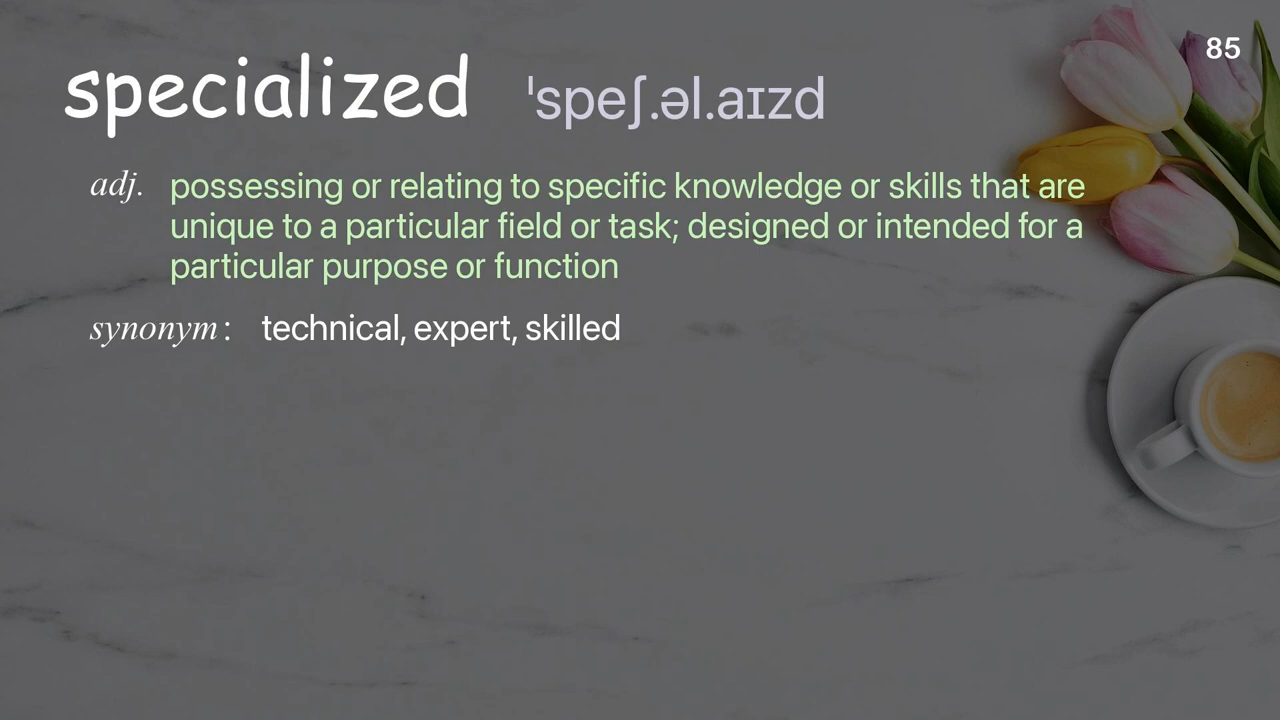 85
specialized ˈspeʃ.əl.aɪzd
adj. possessing or relating to specific knowledge or skills that are
unique to a particular field or task; designed or intended for a
particular purpose or function
synonym: technical, expert, skilled